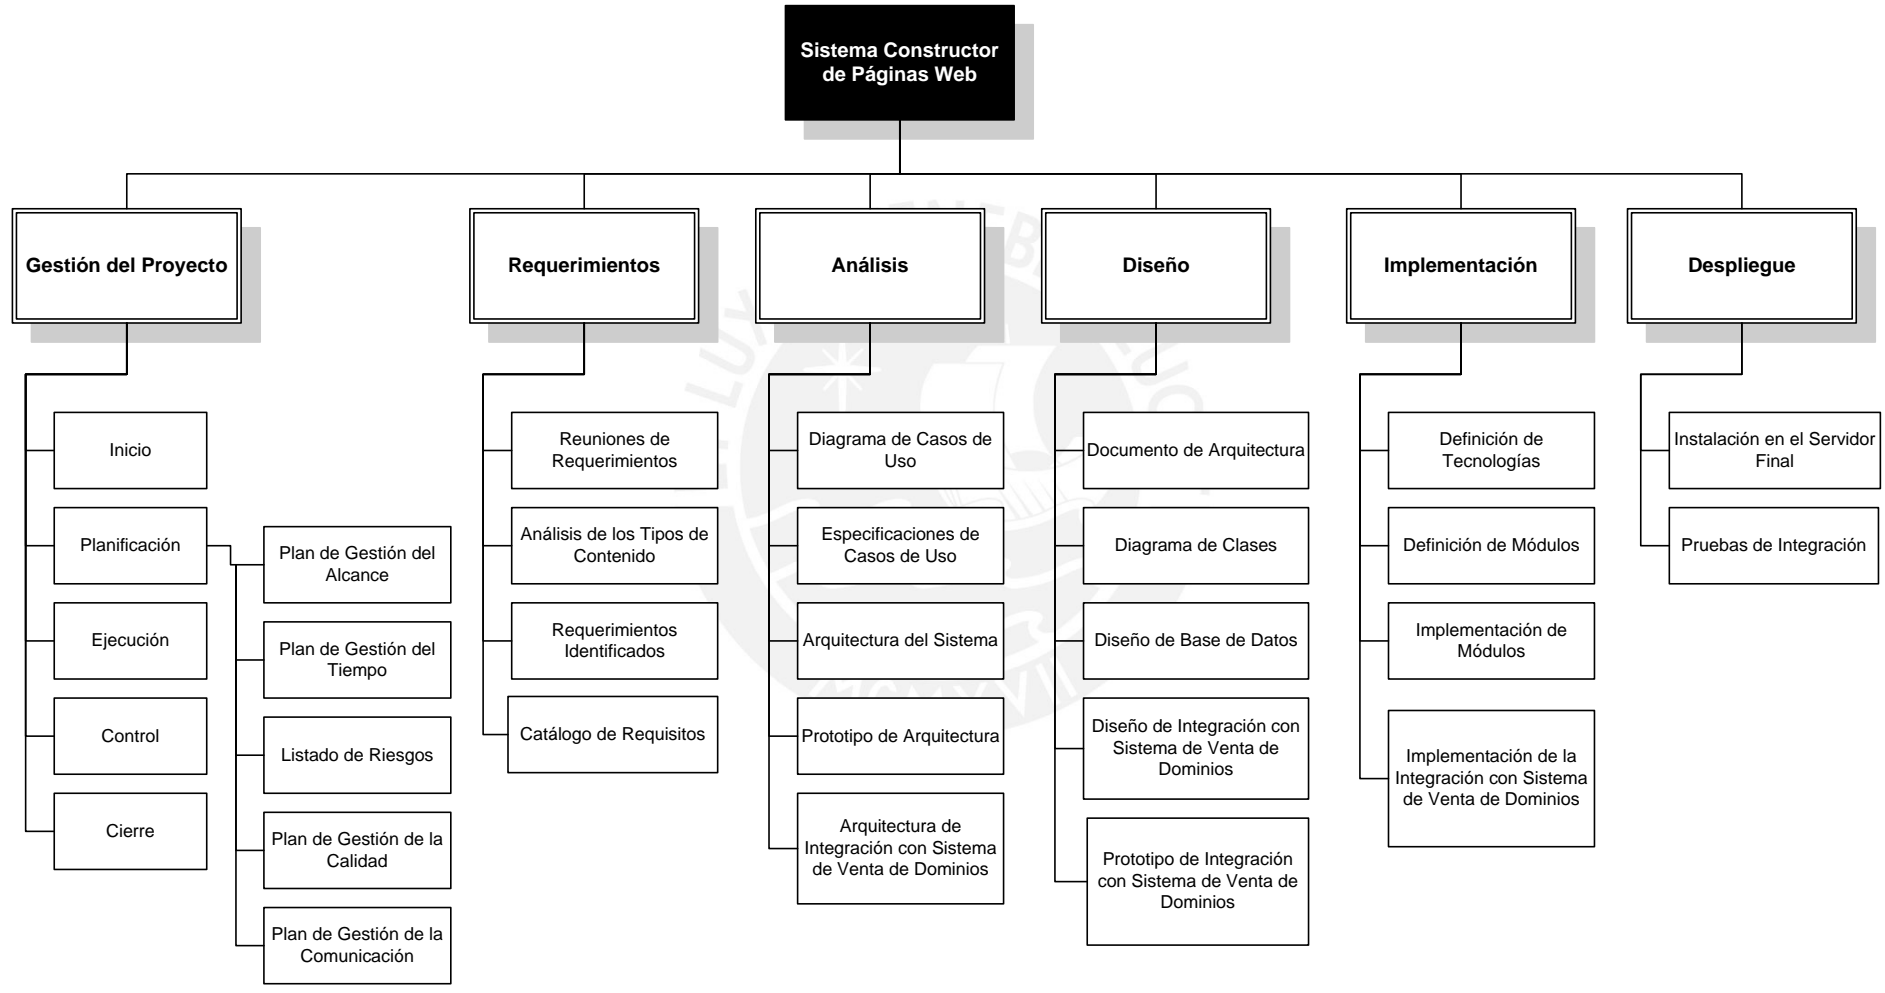 Sistema Constructor
de Páginas Web
Gestión del Proyecto
Requerimientos
Análisis
Diseño
Implementación
Despliegue
Inicio
Planificación
Ejecución
Control
Cierre
Plan de Gestión del
Alcance
Plan de Gestión del
Tiempo
Listado de Riesgos
Plan de Gestión de la
Calidad
Plan de Gestión de la
Comunicación
Reuniones de
Requerimientos
Análisis de los Tipos de
Contenido
Requerimientos
Identificados
Catálogo de Requisitos
Diagrama de Casos de
Uso
Especificaciones de
Casos de Uso
Arquitectura del Sistema
Prototipo de Arquitectura
Arquitectura de
Integración con Sistema
de Venta de Dominios
Documento de Arquitectura
Diagrama de Clases
Diseño de Base de Datos
Diseño de Integración con
Sistema de Venta de
Dominios
Prototipo de Integración
con Sistema de Venta de
Dominios
Definición de
Tecnologías
Definición de Módulos
Implementación de
Módulos
Implementación de la
Integración con Sistema
de Venta de Dominios
Instalación en el Servidor
Final
Pruebas de Integración